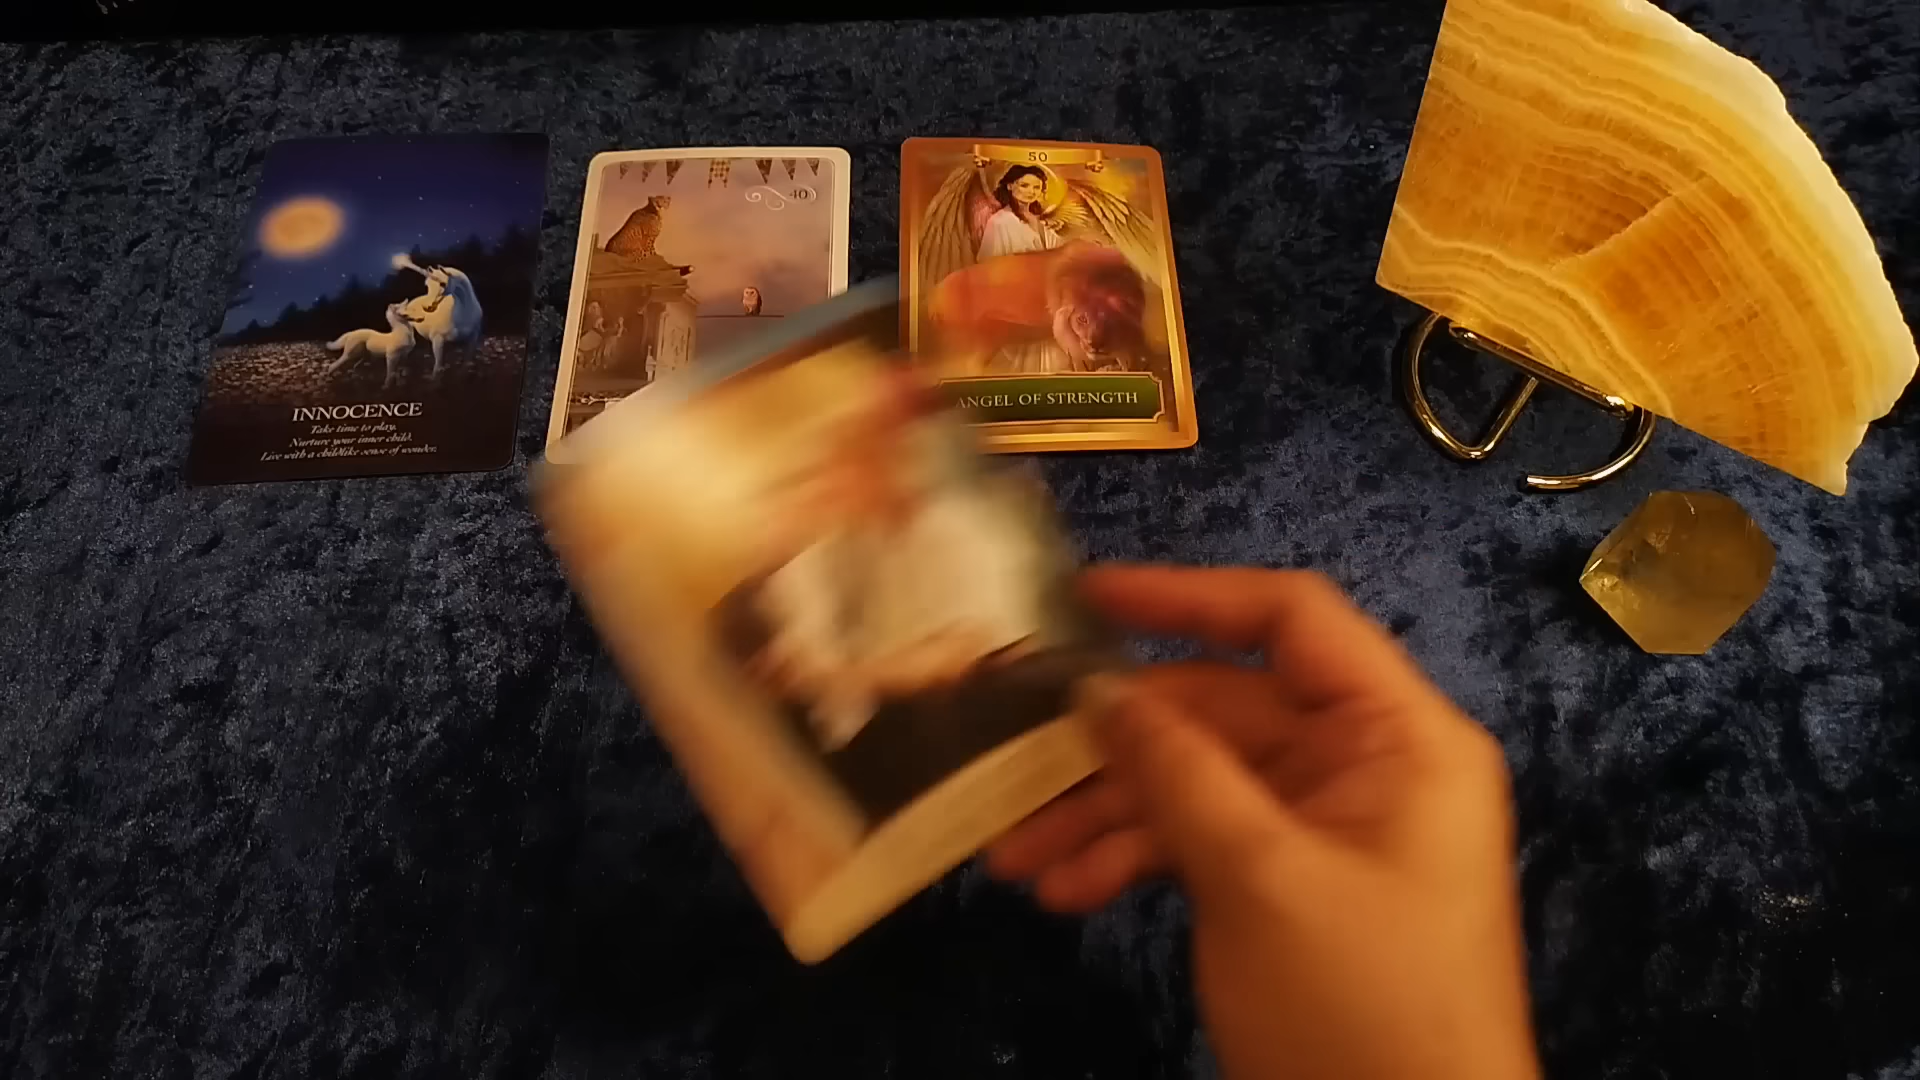 INNOCENCE
Take time to play.
Nurture your inner child.
Live with a childlike sense of wonder.
40
50
ANGEL OF STRENGTH